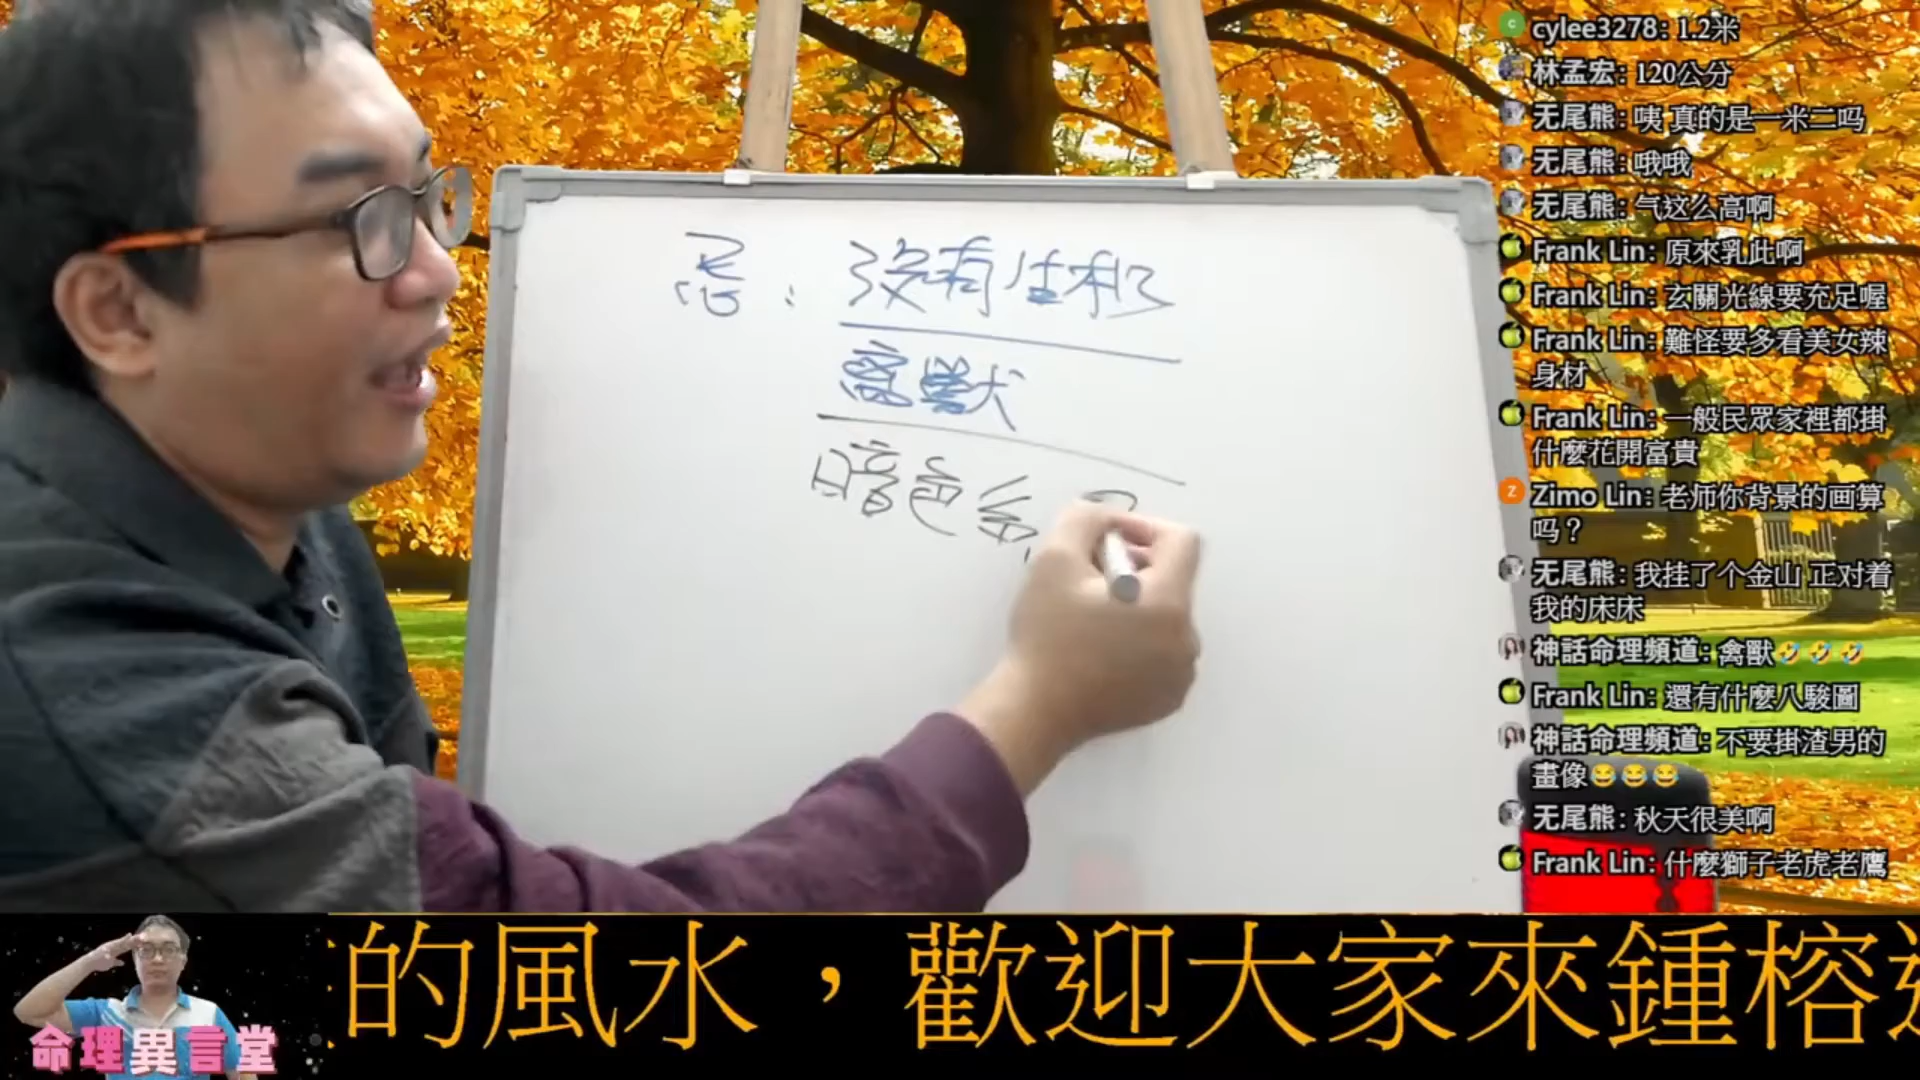 忌：沒有生机
禽獸
暗色系
cylee3278: 1.2米
林孟宏: 120公分
无尾熊: 咦 真的是一米二吗
无尾熊: 哦哦
无尾熊: 气这么高啊
Frank Lin: 原來乳此啊
Frank Lin: 玄關光線要充足喔
Frank Lin: 難怪要多看美女辣
身材
Frank Lin: 一般民眾家裡都掛
什麼花開富貴
Zimo Lin: 老师你背景的画算
吗？
无尾熊: 我挂了个金山 正对着
我的床床
神話命理頻道: 禽獸🤣🤣🤣
Frank Lin: 還有什麼八駿圖
神話命理頻道: 不要掛渣男的
畫像😂😂😂
无尾熊: 秋天很美啊
Frank Lin: 什麼獅子老虎老鷹
的風水，歡迎大家來鍾榕
命理異言堂